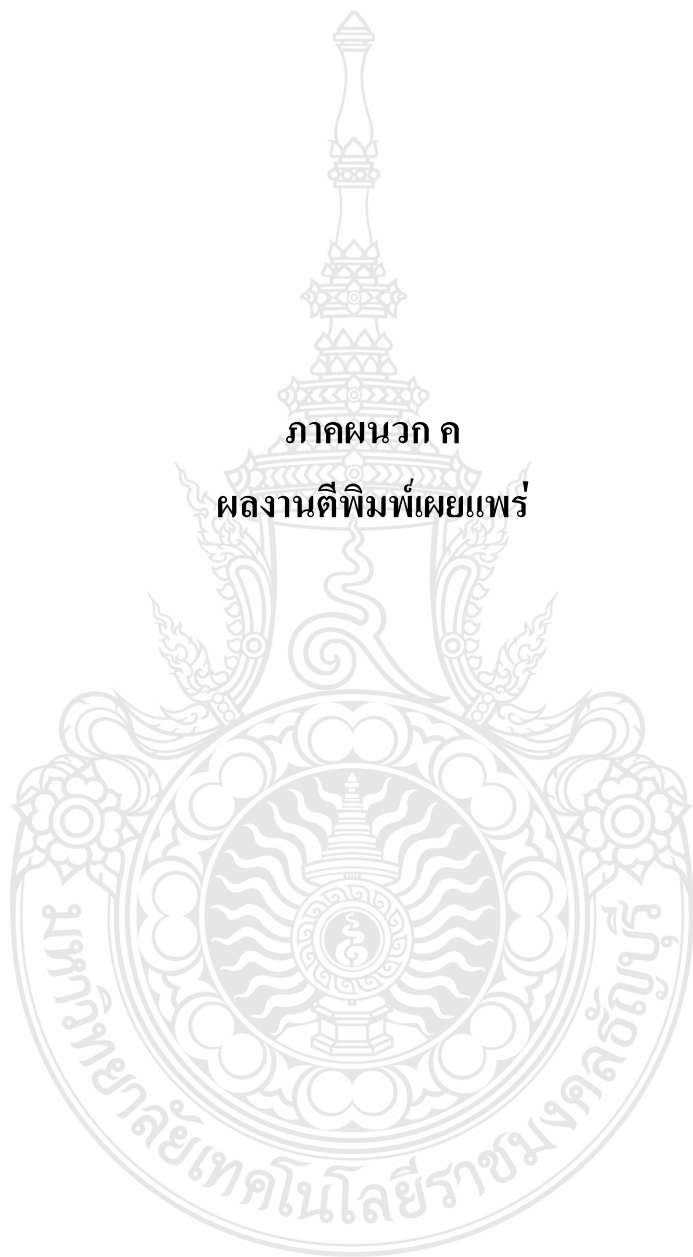 ภาคผนวก ค
ผลงานตีพิมพ์เผยแพร่
มหาวิทยาลัยเทคโนโลยีราชมงคลธัญบุรี